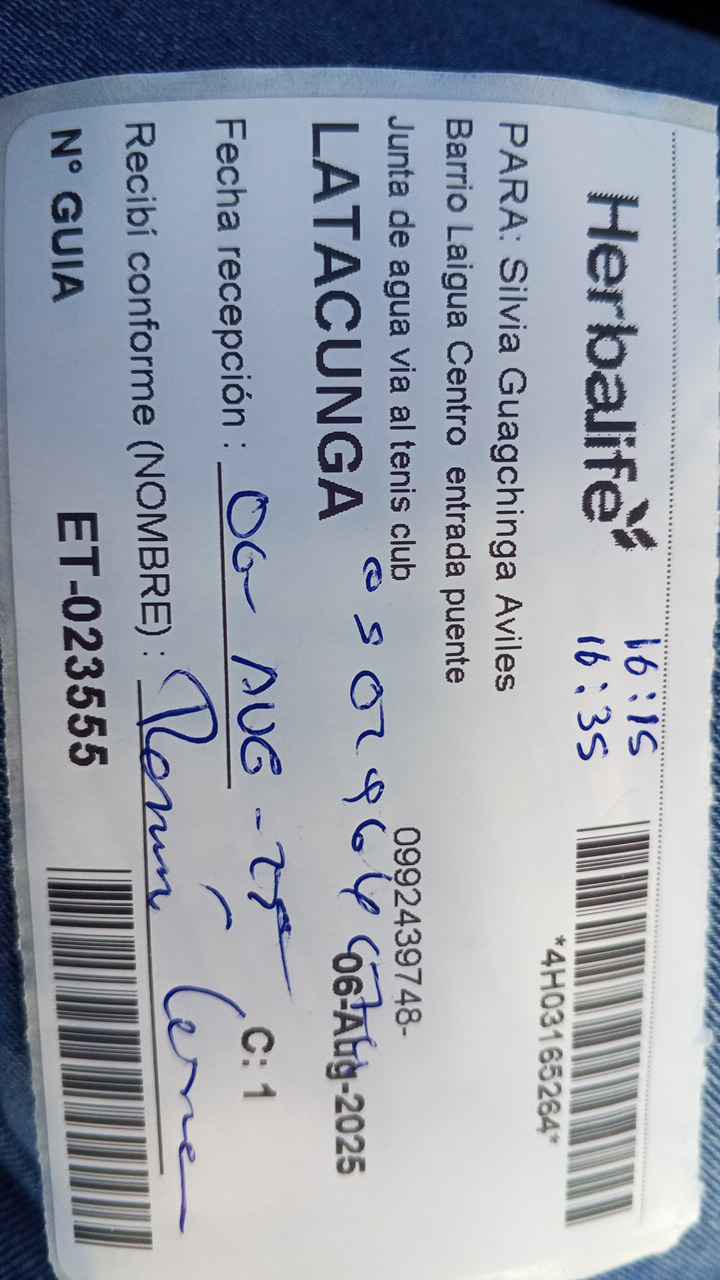 Herbalife
16:15
16:35
*4H03165264*
PARA: Silvia Guagchinga Aviles
Barrio Laigua Centro entrada puente
Junta de agua via al tenis club
0992439748-
LATACUNGA
06-Aug-2025
Fecha recepción : 06 AUG-25
C: 1
Recibí conforme (NOMBRE) :
N° GUIA
ET-023555